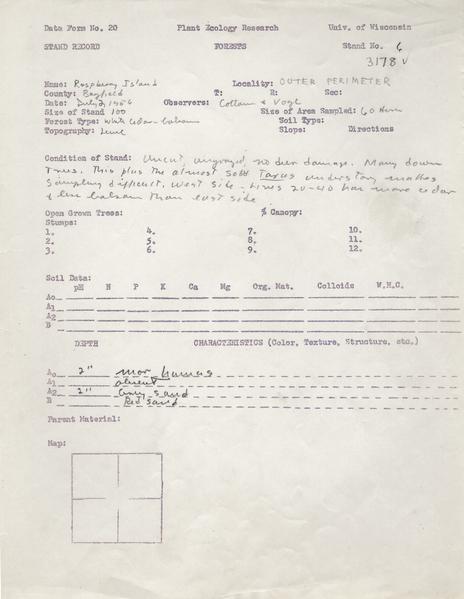 Data Form No. 20 Plant Ecology Research Univ. of Wisconsin
STAND RECORD FORESTS Stand No. 6
3178 v
Name: Raspberry Island Locality: OUTER PERIMETER
County: Bayfield T: R: Sec:
Date: July 2, 1956 Observers: Cottam & Vogl
Size of Stand 100 Size of Area Sampled: 60
Forest Type: White Cedar-balsam Soil Type:
Topography: Level Slope: Directions
Condition of Stand: Uncut, ungrazed, no deer damage. Many down
trees. This plus the almost solid Taxus understory makes
sampling difficult. West side - lines 20-40 has more cedar
& less balsam than east side.
Open Grown Trees: % Canopy:
Stumps:
1. 4. 7. 10.
2. 5. 8. 11.
3. 6. 9. 12.
Soil Data:
pH N P K Ca Mg Org. Mat. Colloids W.H.C.
Ao
A1
A2
B
DEPTH CHARACTERISTICS (Color, Texture, Structure, etc.)
Ao 2" mor humus
A1 absent
A2 2" Grey sand
B Red sand
Parent Material:
Map: